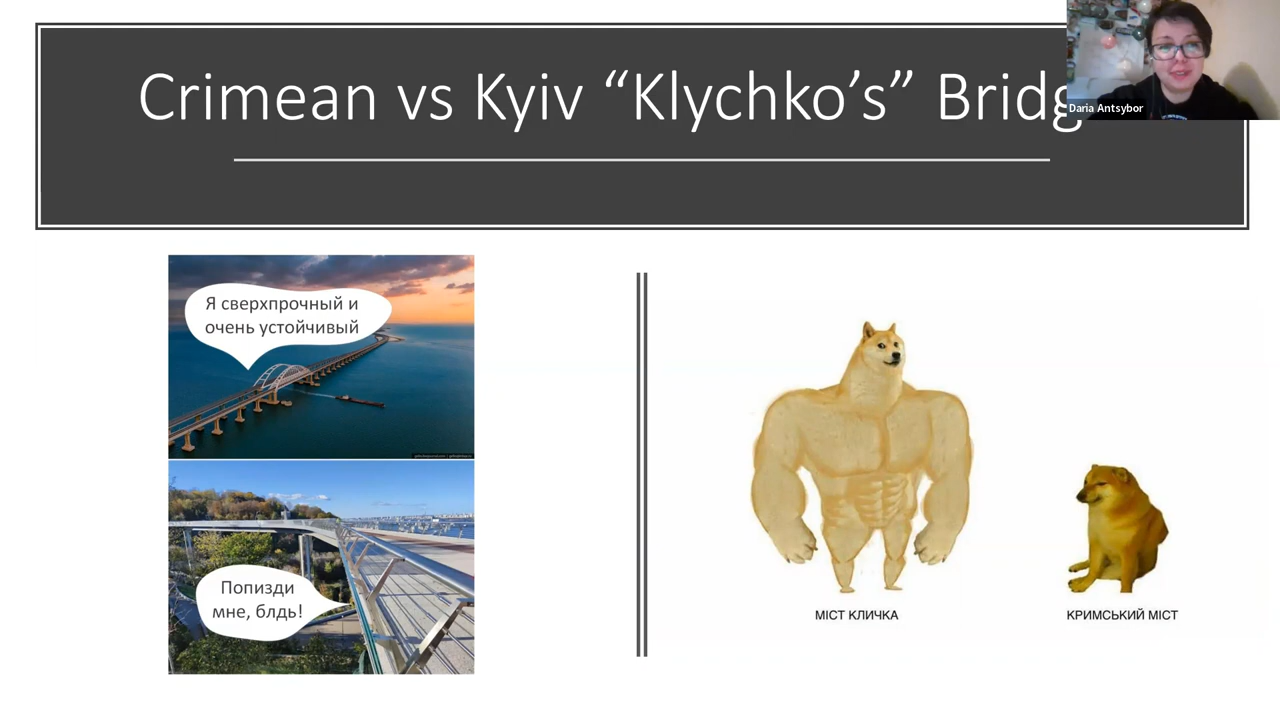 Crimean vs Kyiv “Klychko’s” Bridg
Daria Antsybor
Я сверхпрочный и
очень устойчивый
Попизди
мне, блдь!
МІСТ КЛИЧКА
КРИМСЬКИЙ МІСТ